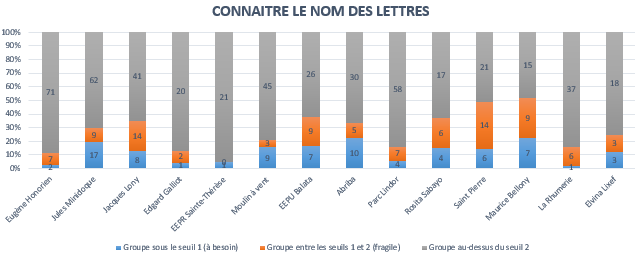 CONNAITRE LE NOM DES LETTRES
100%
90%
80%
70%
60%
50%
40%
30%
20%
10%
0%
71 62 41 20 21 45 26 30 58 17 21 15 37 18
7 9 14 2 0 3 9 5 7 6 14 9 6 3
2 17 8 1 9 7 10 4 4 6 7 1 3
Eugène Honorien
Jules Minidoque
Jacques Lony
Edgard Galliot
EEPR Sainte-Thérèse
Moulin à vent
EEPU Balata
Abriba
Parc Lindor
Rosita Sabayo
Saint Pierre
Maurice Bellony
La Rhumerie
Elvina Lixef
Groupe sous le seuil 1 (à besoin) Groupe entre les seuils 1 et 2 (fragile) Groupe au-dessus du seuil 2